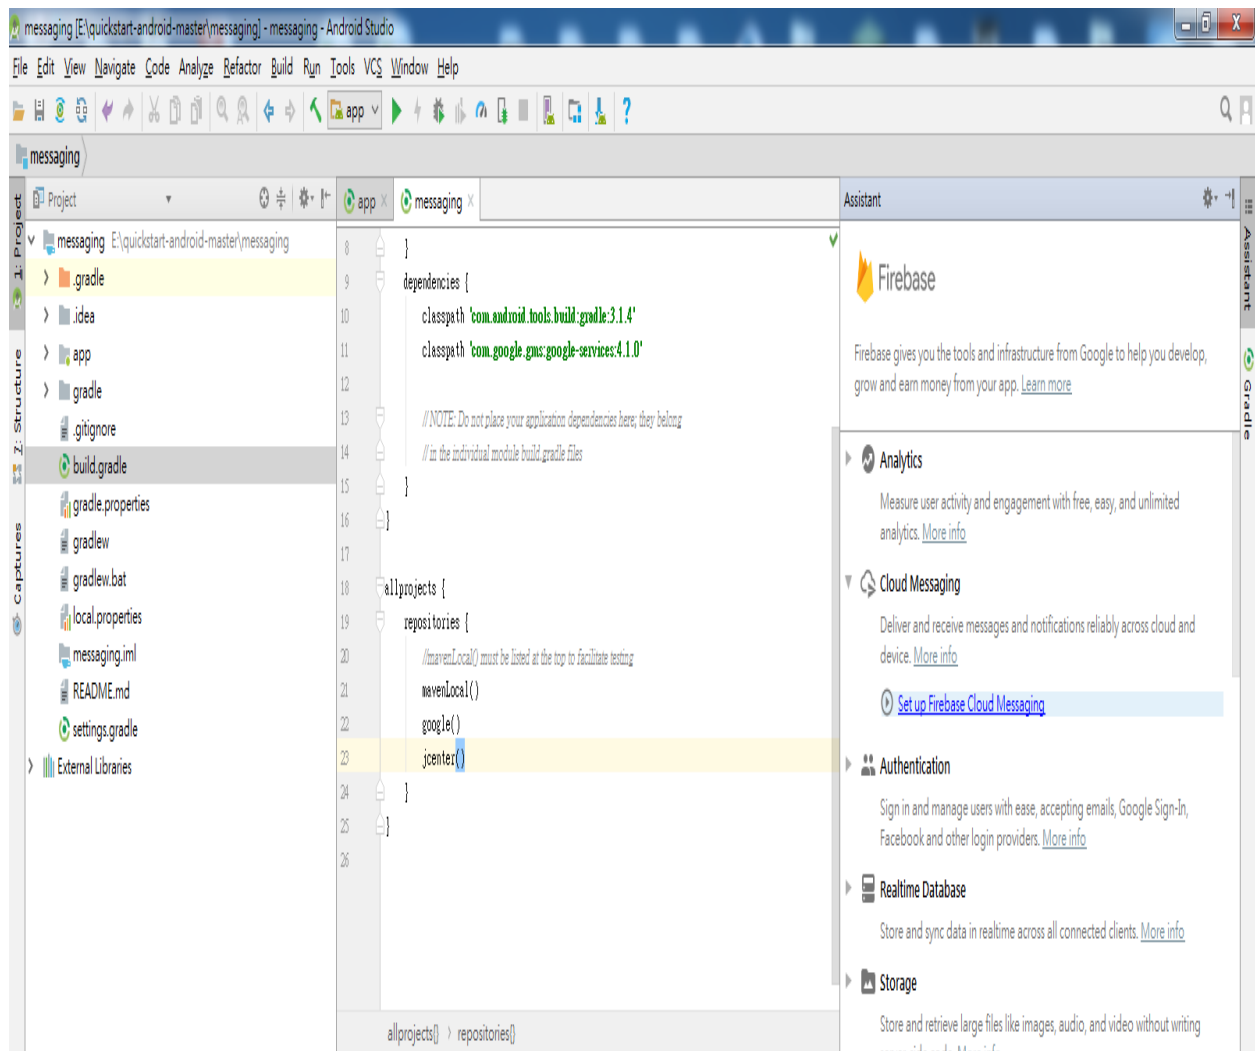 messaging [E:\quickstart-android-master\messaging] - messaging - Android Studio
File Edit View Navigate Code Analyze Refactor Build Run Tools VCS Window Help
app
messaging
1: Project
7: Structure
Captures
Project
messaging E:\quickstart-android-master\messaging
.gradle
.idea
app
gradle
.gitignore
build.gradle
gradle.properties
gradlew
gradlew.bat
local.properties
messaging.iml
README.md
settings.gradle
External Libraries
app
messaging
8 }
9 dependencies {
10 classpath 'com.android.tools.build:gradle:3.1.4'
11 classpath 'com.google.gms:google-services:4.1.0'
12
13 // NOTE: Do not place your application dependencies here; they belong
14 // in the individual module build.gradle files
15 }
16 }
17
18 allprojects {
19 repositories {
20 //mavenLocal() must be listed at the top to facilitate testing
21 mavenLocal()
22 google()
23 jcenter()
24 }
25 }
26
allprojects{} > repositories{}
Assistant
Firebase
Firebase gives you the tools and infrastructure from Google to help you develop,
grow and earn money from your app. Learn more
Analytics
Measure user activity and engagement with free, easy, and unlimited
analytics. More info
Cloud Messaging
Deliver and receive messages and notifications reliably across cloud and
device. More info
Set up Firebase Cloud Messaging
Authentication
Sign in and manage users with ease, accepting emails, Google Sign-In,
Facebook and other login providers. More info
Realtime Database
Store and sync data in realtime across all connected clients. More info
Storage
Store and retrieve large files like images, audio, and video without writing
Assistant
Gradle